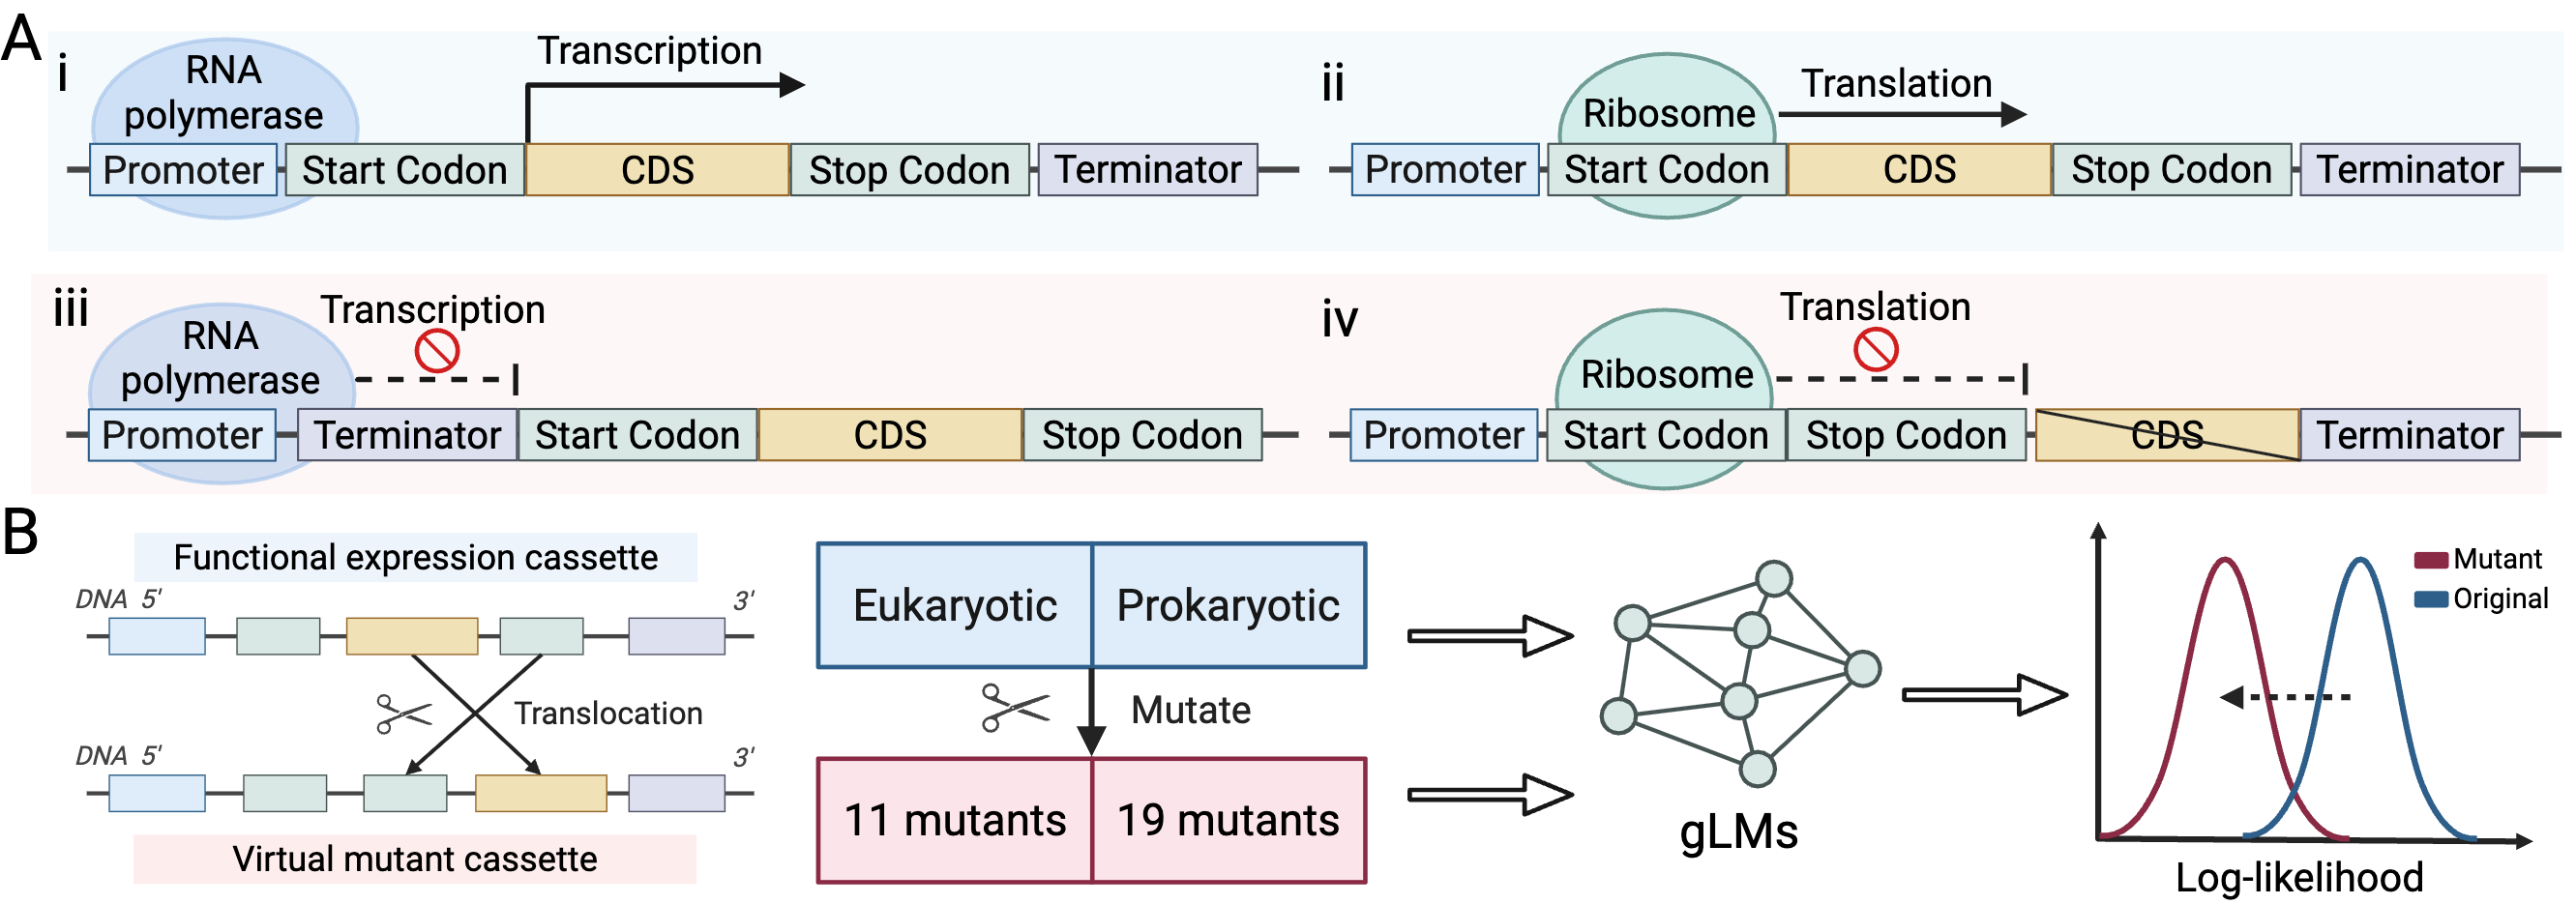 A
i
RNA
polymerase
Transcription
Promoter
Start Codon
CDS
Stop Codon
Terminator
ii
Ribosome
Translation
Promoter
Start Codon
CDS
Stop Codon
Terminator
iii
RNA
polymerase
Transcription
Promoter
Terminator
Start Codon
CDS
Stop Codon
iv
Ribosome
Translation
Promoter
Start Codon
Stop Codon
CDS
Terminator
B
Functional expression cassette
DNA 5'
3'
Translocation
DNA 5'
3'
Virtual mutant cassette
Eukaryotic
Prokaryotic
Mutate
11 mutants
19 mutants
gLMs
Mutant
Original
Log-likelihood